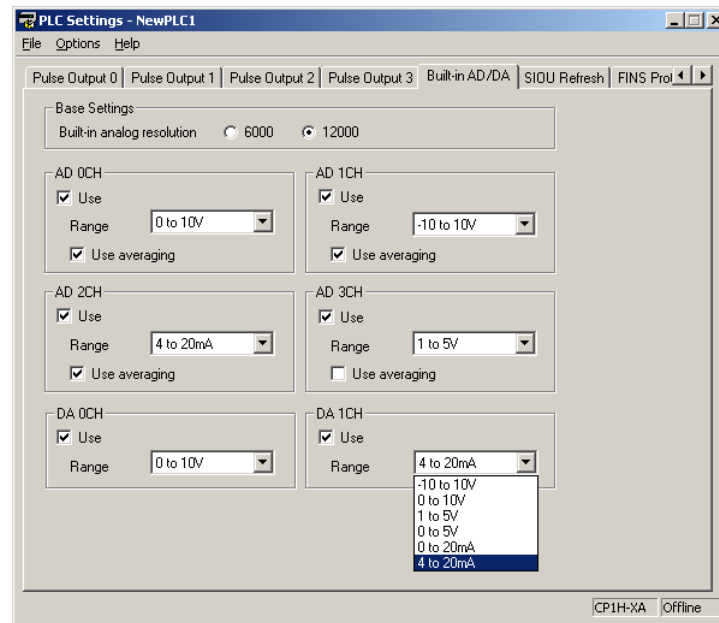 PLC Settings - NewPLC1
File Options Help
Pulse Output 0 Pulse Output 1 Pulse Output 2 Pulse Output 3 Built-in AD/DA SIOU Refresh FINS
Base Settings
Built-in analog resolution 6000 12000
AD 0CH
Use
Range 0 to 10V
Use averaging
AD 1CH
Use
Range -10 to 10V
Use averaging
AD 2CH
Use
Range 4 to 20mA
Use averaging
AD 3CH
Use
Range 1 to 5V
Use averaging
DA 0CH
Use
Range 0 to 10V
DA 1CH
Use
Range 4 to 20mA
-10 to 10V
0 to 10V
1 to 5V
0 to 5V
0 to 20mA
4 to 20mA
CP1H-XA Offline